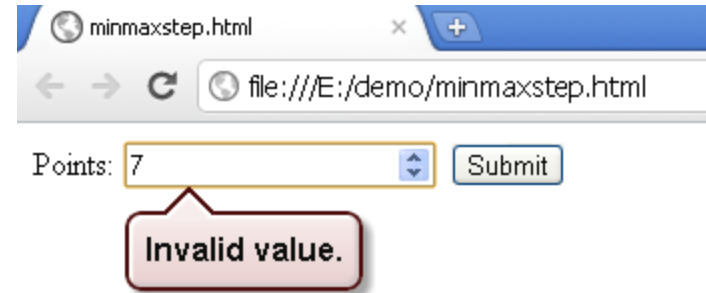 minmaxstep.html
file:///E:/demo/minmaxstep.html
Points: 7 Submit
Invalid value.